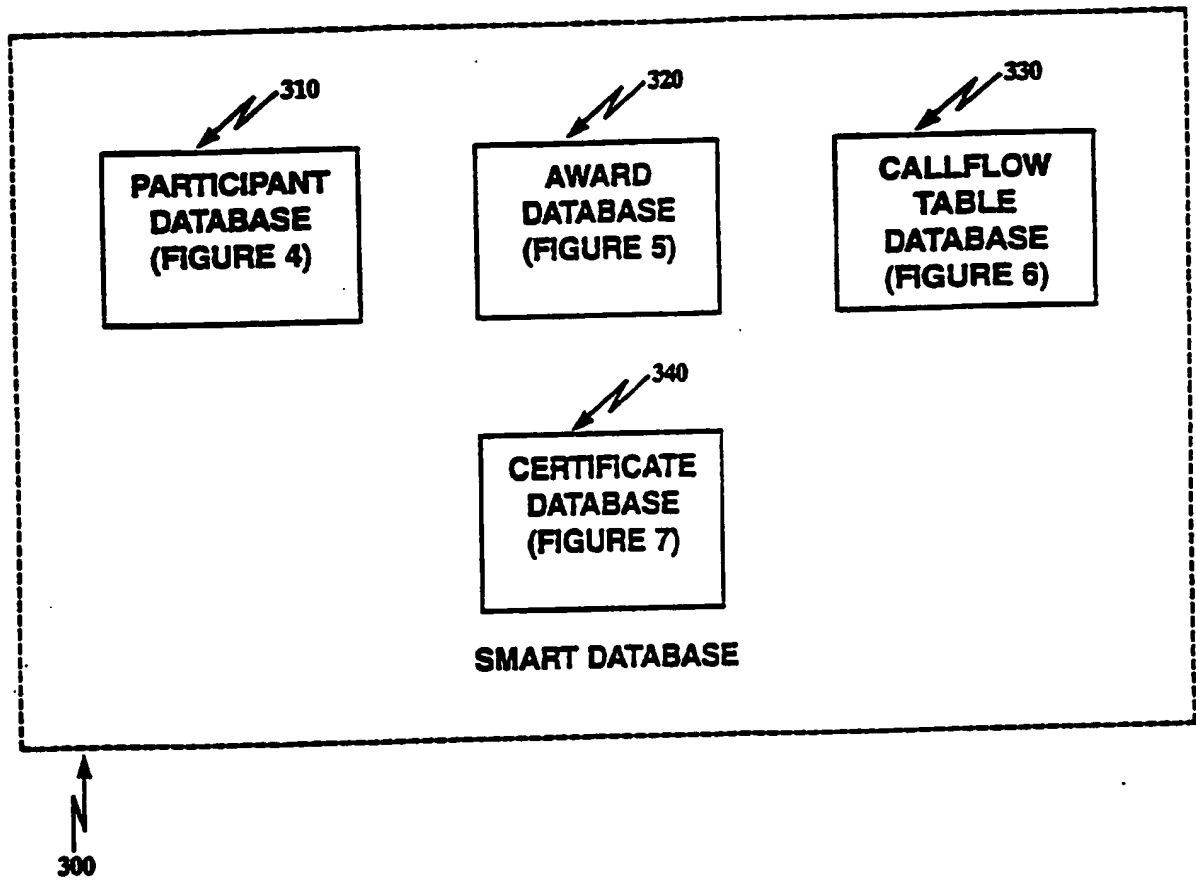 310
320
330
PARTICIPANT
DATABASE
(FIGURE 4)
AWARD
DATABASE
(FIGURE 5)
CALLFLOW
TABLE
DATABASE
(FIGURE 6)
340
CERTIFICATE
DATABASE
(FIGURE 7)
SMART DATABASE
300